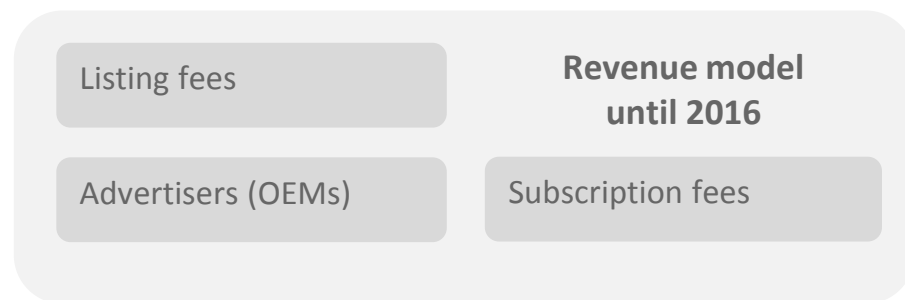 Listing fees
Revenue model
until 2016
Advertisers (OEMs)
Subscription fees